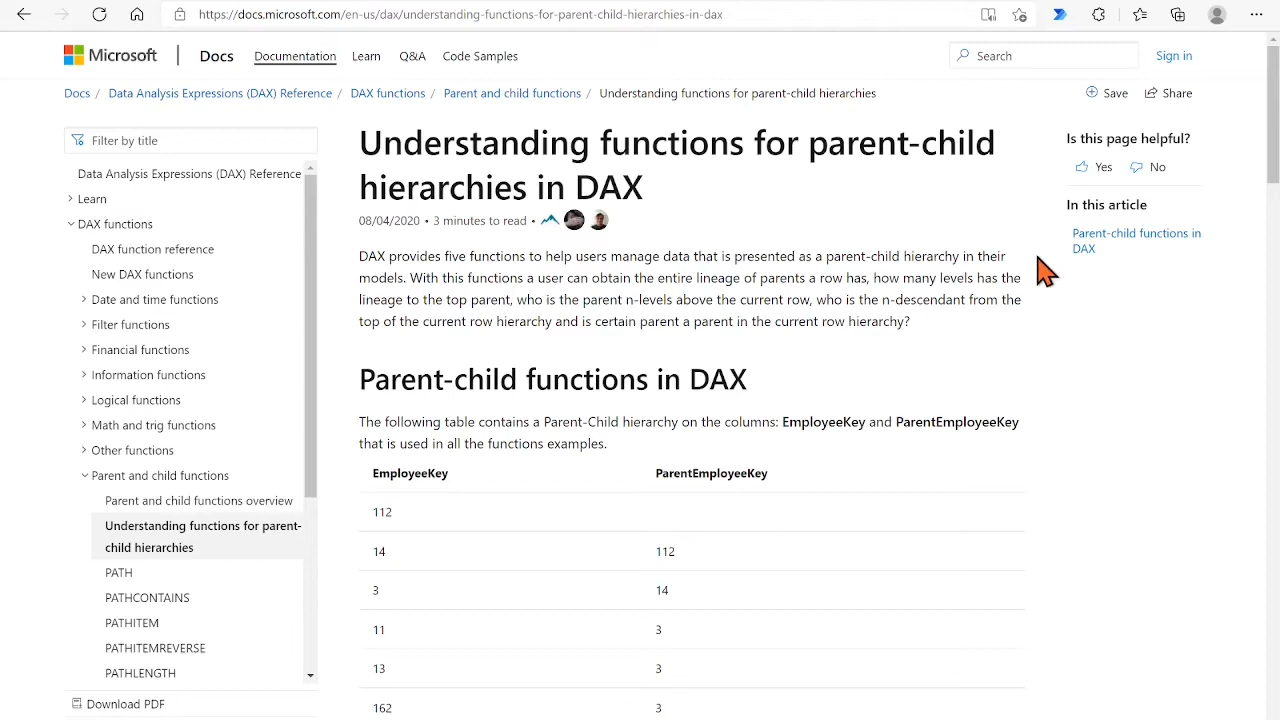 https://docs.microsoft.com/en-us/dax/understanding-functions-for-parent-child-hierarchies-in-dax
Microsoft
Docs
Documentation
Learn
Q&A
Code Samples
Search
Sign in
Docs / Data Analysis Expressions (DAX) Reference / DAX functions / Parent and child functions / Understanding functions for parent-child hierarchies
Save
Share
Filter by title
Data Analysis Expressions (DAX) Reference
Learn
DAX functions
DAX function reference
New DAX functions
Date and time functions
Filter functions
Financial functions
Information functions
Logical functions
Math and trig functions
Other functions
Parent and child functions
Parent and child functions overview
Understanding functions for parent-
child hierarchies
PATH
PATHCONTAINS
PATHITEM
PATHITEMREVERSE
PATHLENGTH
Download PDF
Understanding functions for parent-child
hierarchies in DAX
08/04/2020 • 3 minutes to read •
DAX provides five functions to help users manage data that is presented as a parent-child hierarchy in their
models. With this functions a user can obtain the entire lineage of parents a row has, how many levels has the
lineage to the top parent, who is the parent n-levels above the current row, who is the n-descendant from the
top of the current row hierarchy and is certain parent a parent in the current row hierarchy?
Parent-child functions in DAX
The following table contains a Parent-Child hierarchy on the columns: EmployeeKey and ParentEmployeeKey
that is used in all the functions examples.
EmployeeKey ParentEmployeeKey
112
14 112
3 14
11 3
13 3
162 3
Is this page helpful?
Yes No
In this article
Parent-child functions in
DAX